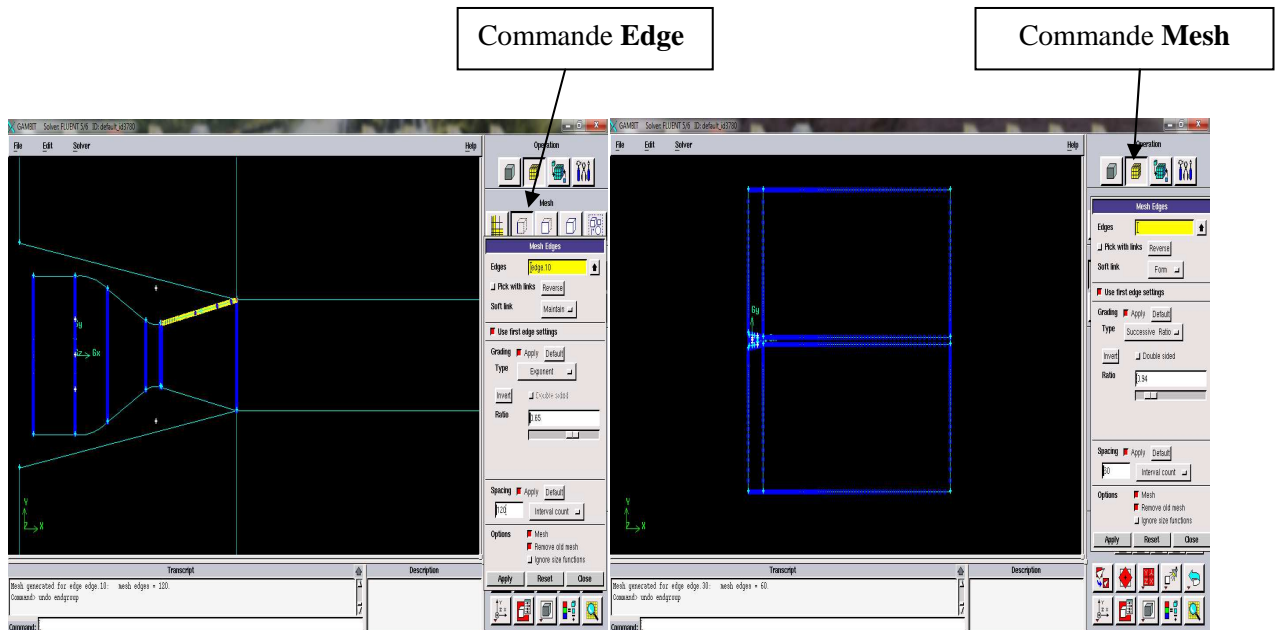 Commande Edge
Commande Mesh
GAMBIT Solver: FLUENT 5/6 ID: default_id3780
File Edit Solver Help
Operation
Mesh
Mesh Edges
Edges edge.10
Pick with links Reverse
Soft link Maintain
Use first edge settings
Grading Apply Default
Type Exponent
Invert Double sided
Ratio 0.65
Spacing Apply Default
120 Interval count
Options Mesh
Remove old mesh
Ignore size functions
Apply Reset Close
Gx
Y
Z X
Transcript Description
Mesh generated for edge edge.10: mesh edges = 120.
Command> undo endgroup
Command:
GAMBIT Solver: FLUENT 5/6 ID: default_id3780
File Edit Solver Help
Operation
Mesh Edges
Edges
Pick with links Reverse
Soft link Form
Use first edge settings
Grading Apply Default
Type Successive Ratio
Invert Double sided
Ratio 0.94
Spacing Apply Default
60 Interval count
Options Mesh
Remove old mesh
Ignore size functions
Apply Reset Close
Gy
Y
Z X
Transcript Description
Mesh generated for edge edge.30: mesh edges = 60.
Command> undo endgroup
Command: